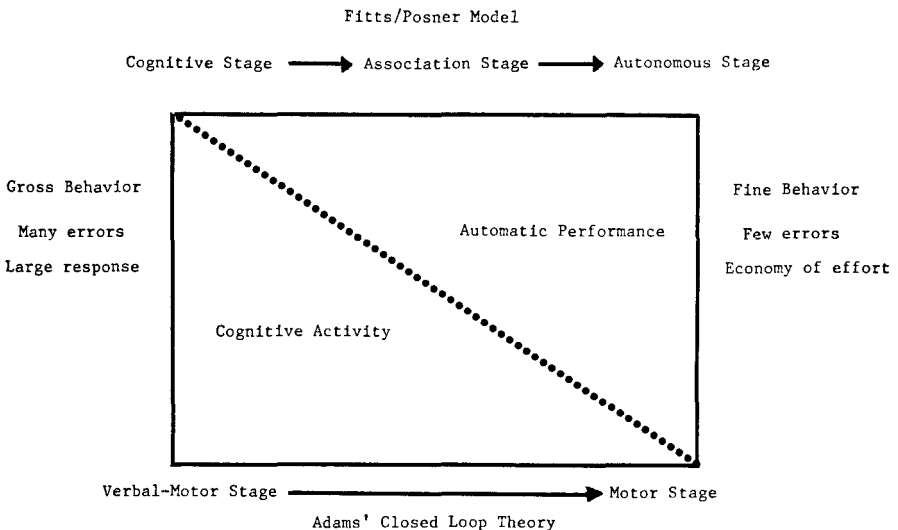 Fitts/Posner Model
Cognitive Stage Association Stage Autonomous Stage
Gross Behavior
Many errors
Large response
Cognitive Activity
Automatic Performance
Fine Behavior
Few errors
Economy of effort
Verbal-Motor Stage Motor Stage
Adams' Closed Loop Theory